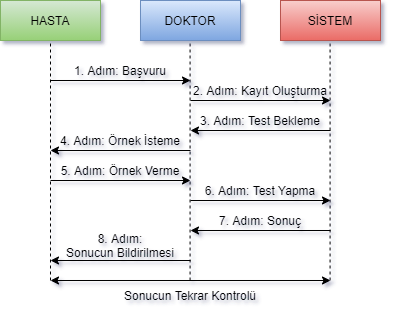 HASTA
DOKTOR
SİSTEM
1. Adım: Başvuru
2. Adım: Kayıt Oluşturma
3. Adım: Test Bekleme
4. Adım: Örnek İsteme
5. Adım: Örnek Verme
6. Adım: Test Yapma
7. Adım: Sonuç
8. Adım:
Sonucun Bildirilmesi
Sonucun Tekrar Kontrolü